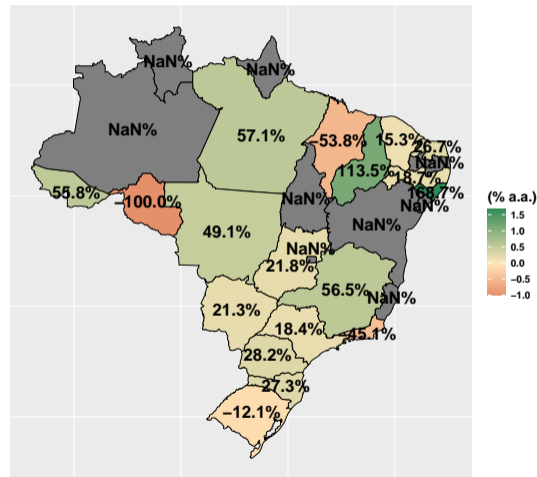 NaN%
NaN%
NaN%
57.1%
−53.8%
15.3%
26.7%
NaN%
113.5%
18.7%
168.7%
55.8%
−100.0%
NaN%
NaN%
NaN%
49.1%
NaN%
21.8%
56.5%
NaN%
21.3%
18.4%
−45.1%
28.2%
27.3%
−12.1%
(% a.a.)
1.5
1.0
0.5
0.0
−0.5
−1.0